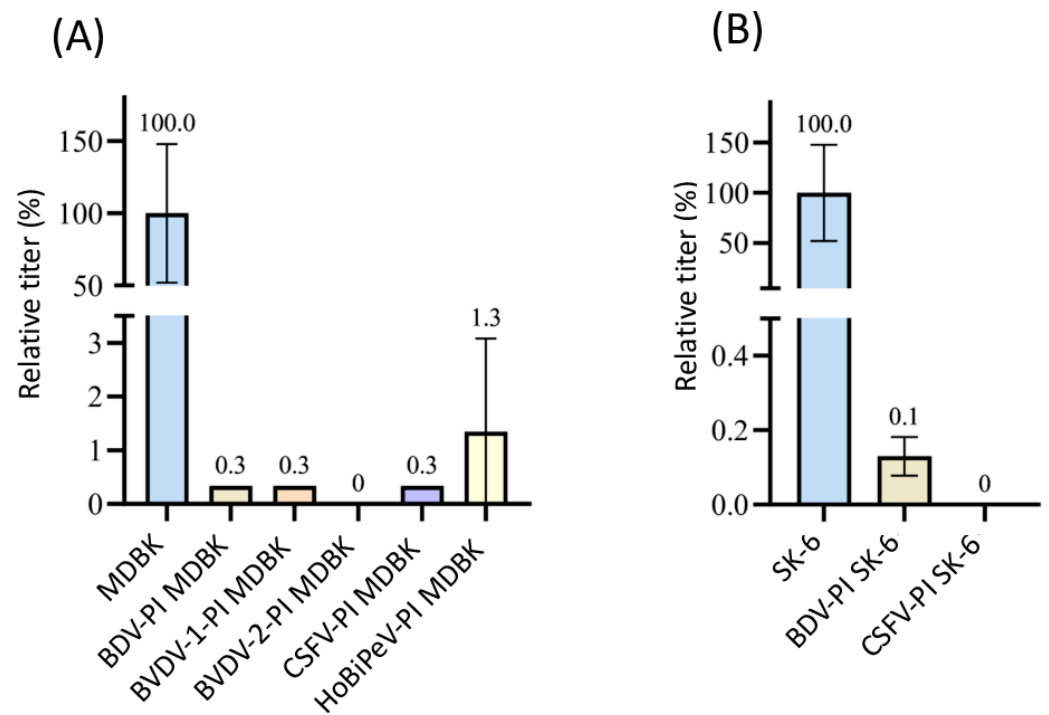 (A)
Relative titer (%)
150
100
50
3
2
1
0
100.0
0.3
0.3
0
0.3
1.3
MDBK
BDV-PI MDBK
BVDV-1-PI MDBK
BVDV-2-PI MDBK
CSFV-PI MDBK
HoBiPeV-PI MDBK
(B)
Relative titer (%)
150
100
50
0.4
0.2
0.0
100.0
0.1
0
SK-6
BDV-PI SK-6
CSFV-PI SK-6